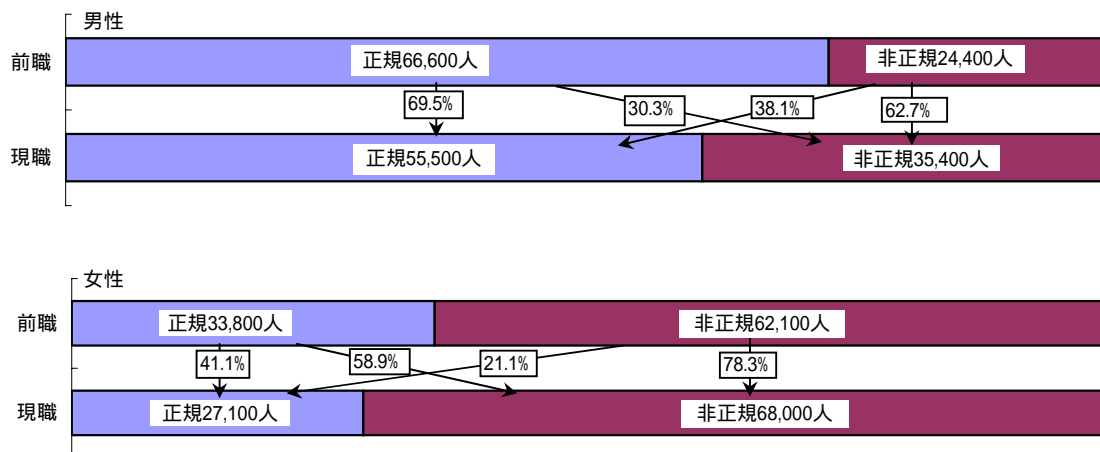 男性
前職
正規66,600人
非正規24,400人
69.5%
30.3%
38.1%
62.7%
現職
正規55,500人
非正規35,400人
女性
前職
正規33,800人
非正規62,100人
41.1%
58.9%
21.1%
78.3%
現職
正規27,100人
非正規68,000人